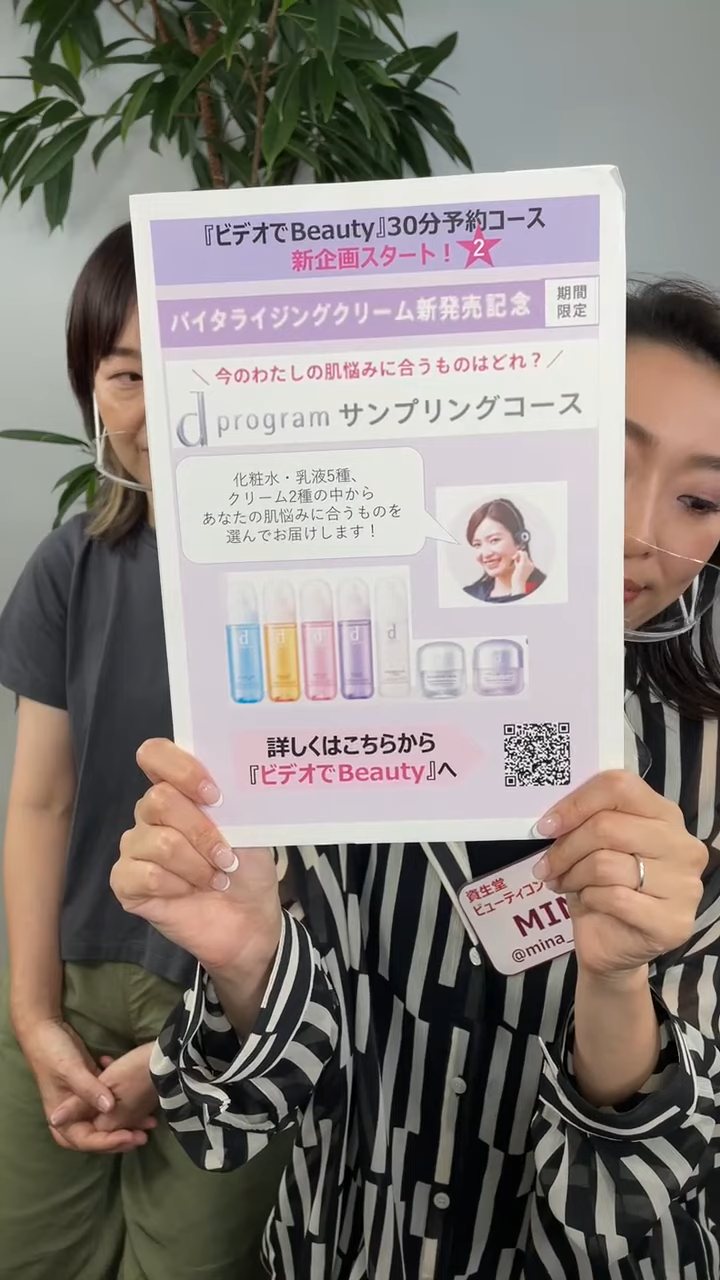 『ビデオでBeauty』30分予約コース
新企画スタート！2
バイタライジングクリーム新発売記念
期間
限定
＼今のわたしの肌悩みに合うものはどれ？／
d program サンプリングコース
化粧水・乳液5種、
クリーム2種の中から
あなたの肌悩みに合うものを
選んでお届けします！
d
d
d
d
d
詳しくはこちらから
『ビデオでBeauty』へ
資生堂
ビューティコン
MIN
@mina_